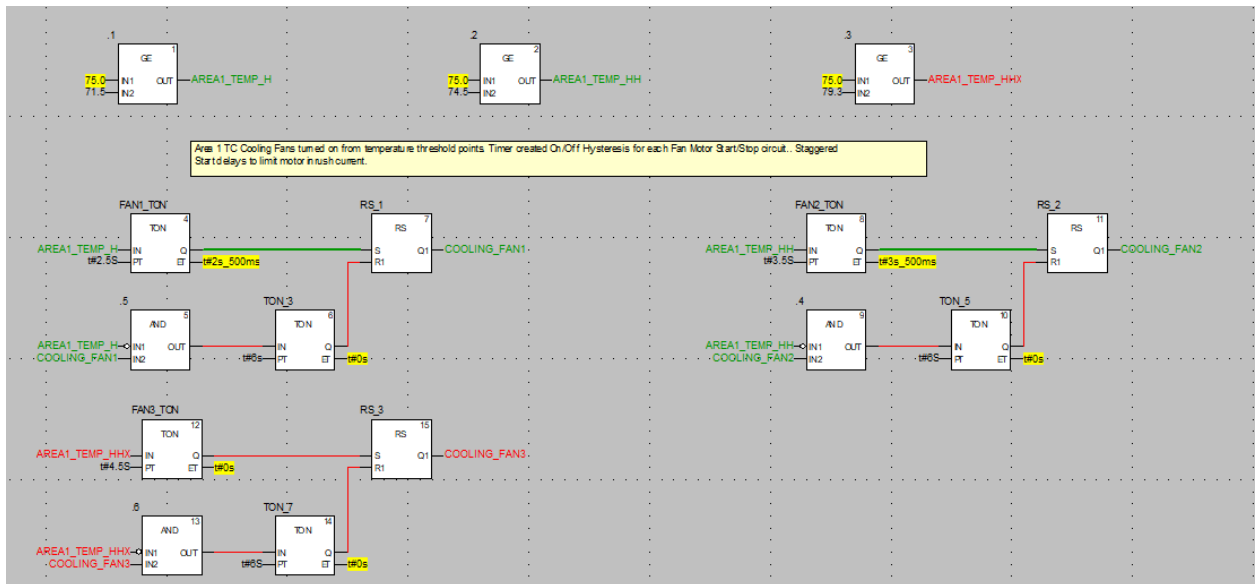 .1 .2 .3
1 2 3
GE GE GE
75.0 IN1 OUT AREA1_TEMP_H 75.0 IN1 OUT AREA1_TEMP_HH 75.0 IN1 OUT AREA1_TEMP_HHX
71.5 IN2 74.5 IN2 79.3 IN2
Area 1 TC Cooling Fans turned on from temperature threshold points. Timer created On/Off Hysteresis for each Fan Motor Start/Stop circuit.. Staggered
Start delays to limit motor inrush current.
FAN1_TON RS_1 FAN2_TON RS_2
4 7 8 11
TON RS TON RS
AREA1_TEMP_H IN Q S Q1 COOLING_FAN1 AREA1_TEMP_HH IN Q S Q1 COOLING_FAN2
t#2.5S PT ET t#2s_500ms R1 t#3.5S PT ET t#3s_500ms R1
.5 TON_3 .4 TON_5
5 6 9 10
AND TON AND TON
AREA1_TEMP_H IN1 OUT IN Q AREA1_TEMP_HH IN1 OUT IN Q
COOLING_FAN1 IN2 t#6s PT ET t#0s COOLING_FAN2 IN2 t#6S PT ET t#0s
FAN3_TON RS_3
12 15
TON RS
AREA1_TEMP_HHX IN Q S Q1 COOLING_FAN3
t#4.5S PT ET t#0s R1
.6 TON_7
13 14
AND TON
AREA1_TEMP_HHX IN1 OUT IN Q
COOLING_FAN3 IN2 t#6S PT ET t#0s